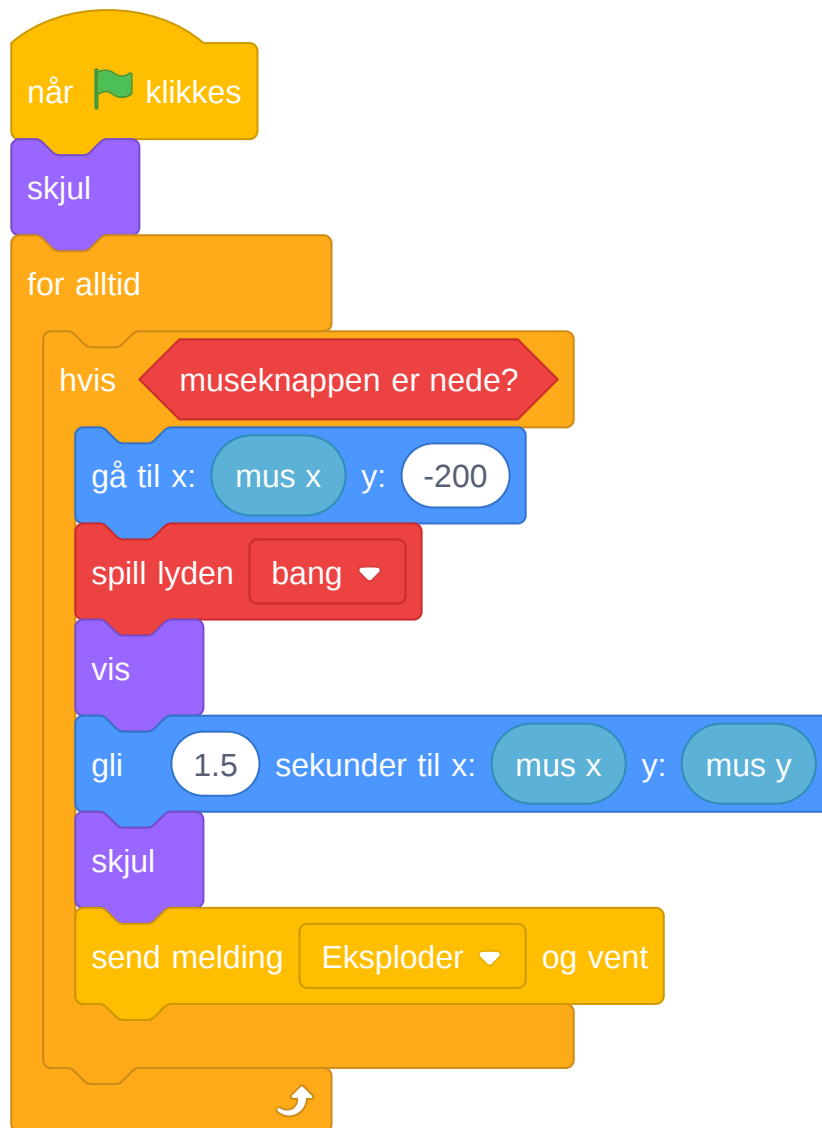 når klikkes
skjul
for alltid
hvis museknappen er nede?
gå til x: mus x y: -200
spill lyden bang
vis
gli 1.5 sekunder til x: mus x y: mus y
skjul
send melding Eksploder og vent